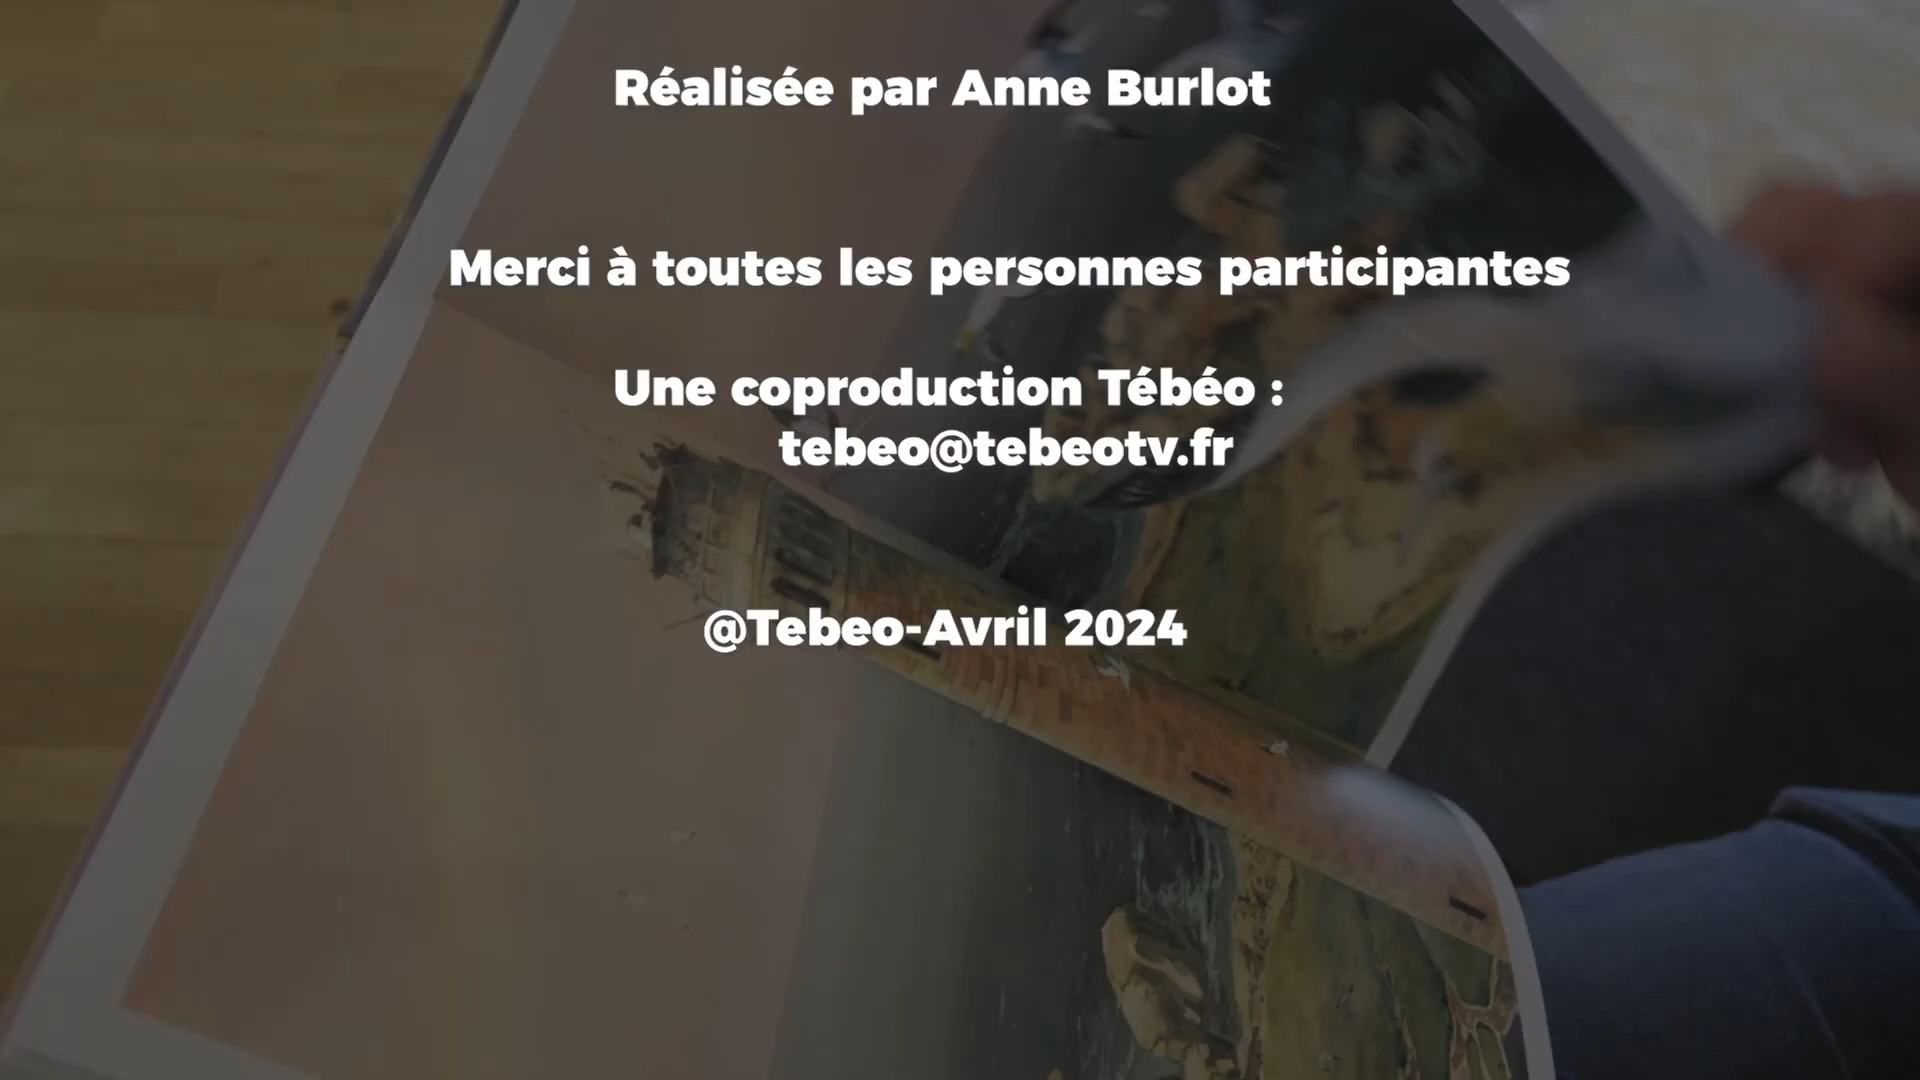 Réalisée par Anne Burlot
Merci à toutes les personnes participantes
Une coproduction Tébéo :
tebeo@tebeotv.fr
@Tebeo-Avril 2024